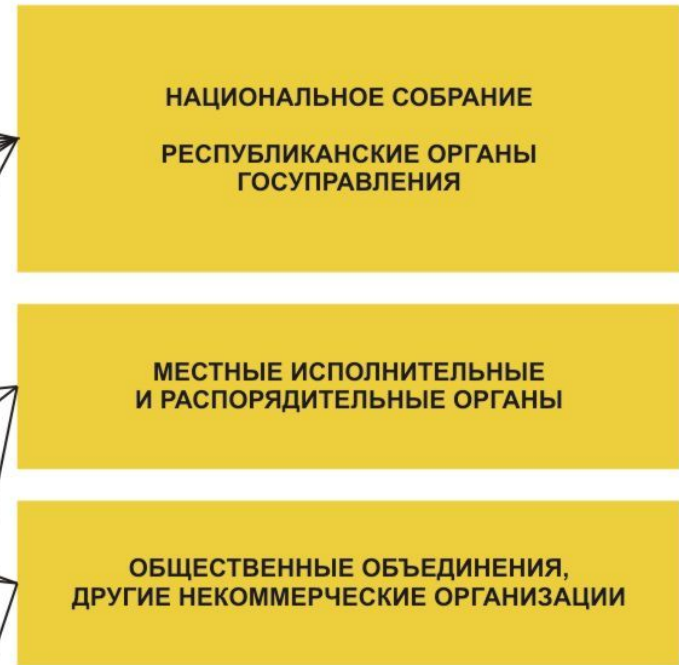 НАЦИОНАЛЬНОЕ СОБРАНИЕ
РЕСПУБЛИКАНСКИЕ ОРГАНЫ
ГОСУПРАВЛЕНИЯ
МЕСТНЫЕ ИСПОЛНИТЕЛЬНЫЕ
И РАСПОРЯДИТЕЛЬНЫЕ ОРГАНЫ
ОБЩЕСТВЕННЫЕ ОБЪЕДИНЕНИЯ,
ДРУГИЕ НЕКОММЕРЧЕСКИЕ ОРГАНИЗАЦИИ